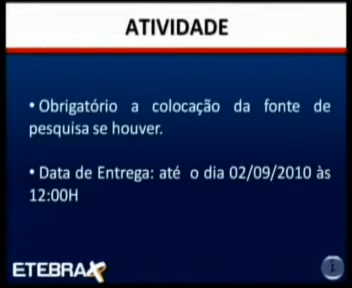 ATIVIDADE
• Obrigatório a colocação da fonte de
pesquisa se houver.
• Data de Entrega: até o dia 02/09/2010 às
12:00H
ETEBRAX